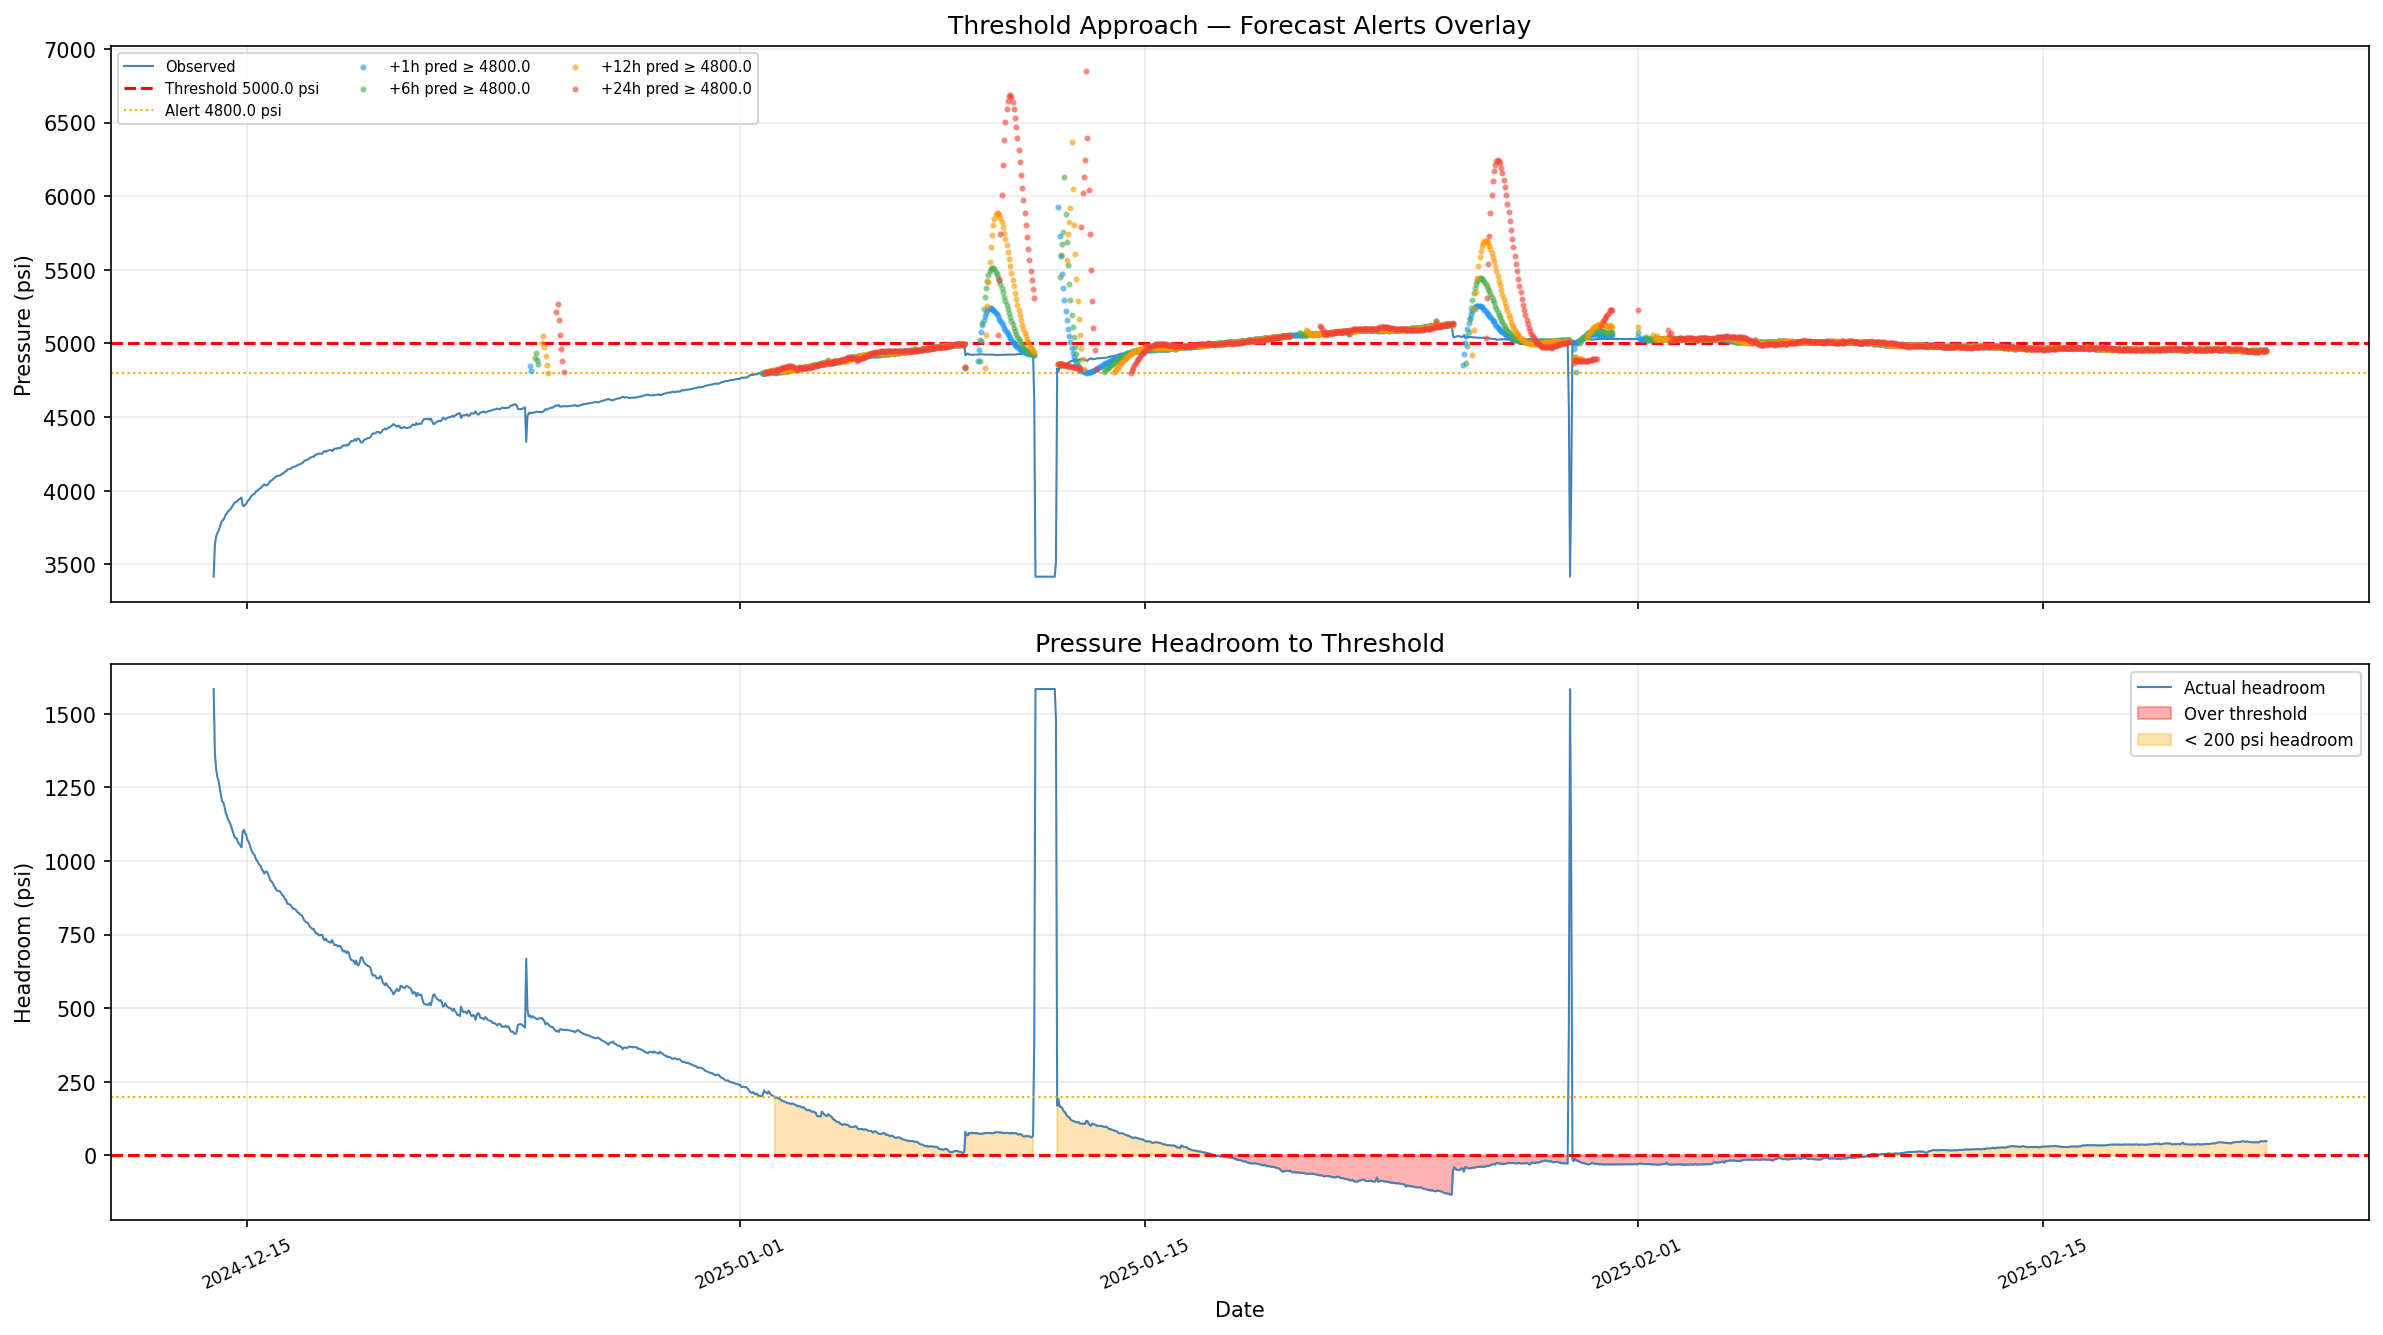 Threshold Approach — Forecast Alerts Overlay
Observed
Threshold 5000.0 psi
Alert 4800.0 psi
+1h pred ≥ 4800.0
+6h pred ≥ 4800.0
+12h pred ≥ 4800.0
+24h pred ≥ 4800.0
Pressure (psi)
7000
6500
6000
5500
5000
4500
4000
3500
Pressure Headroom to Threshold
Actual headroom
Over threshold
< 200 psi headroom
Headroom (psi)
1500
1250
1000
750
500
250
0
2024-12-15
2025-01-01
2025-01-15
2025-02-01
2025-02-15
Date